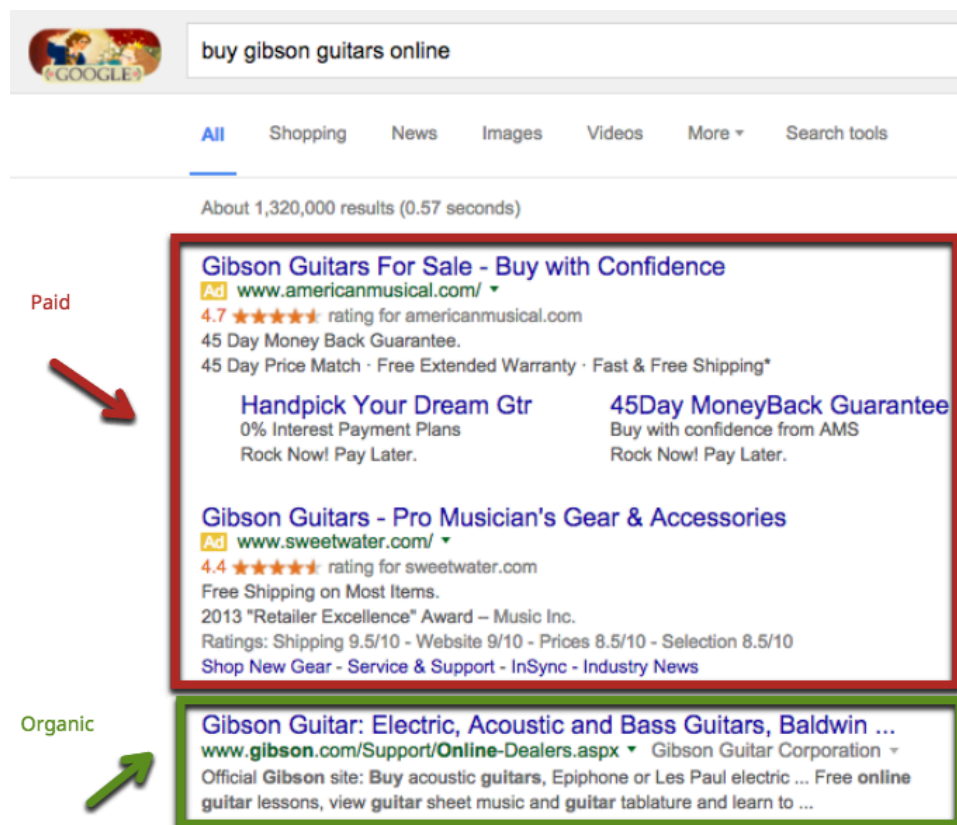 GOOGLE
buy gibson guitars online
All Shopping News Images Videos More Search tools
About 1,320,000 results (0.57 seconds)
Paid
Gibson Guitars For Sale - Buy with Confidence
Ad www.americanmusical.com/
4.7 rating for americanmusical.com
45 Day Money Back Guarantee.
45 Day Price Match · Free Extended Warranty · Fast & Free Shipping*
Handpick Your Dream Gtr 45Day MoneyBack Guarantee
0% Interest Payment Plans Buy with confidence from AMS
Rock Now! Pay Later. Rock Now! Pay Later.
Gibson Guitars - Pro Musician's Gear & Accessories
Ad www.sweetwater.com/
4.4 rating for sweetwater.com
Free Shipping on Most Items.
2013 "Retailer Excellence" Award – Music Inc.
Ratings: Shipping 9.5/10 - Website 9/10 - Prices 8.5/10 - Selection 8.5/10
Shop New Gear - Service & Support - InSync - Industry News
Organic
Gibson Guitar: Electric, Acoustic and Bass Guitars, Baldwin ...
www.gibson.com/Support/Online-Dealers.aspx Gibson Guitar Corporation
Official Gibson site: Buy acoustic guitars, Epiphone or Les Paul electric ... Free online
guitar lessons, view guitar sheet music and guitar tablature and learn to ...